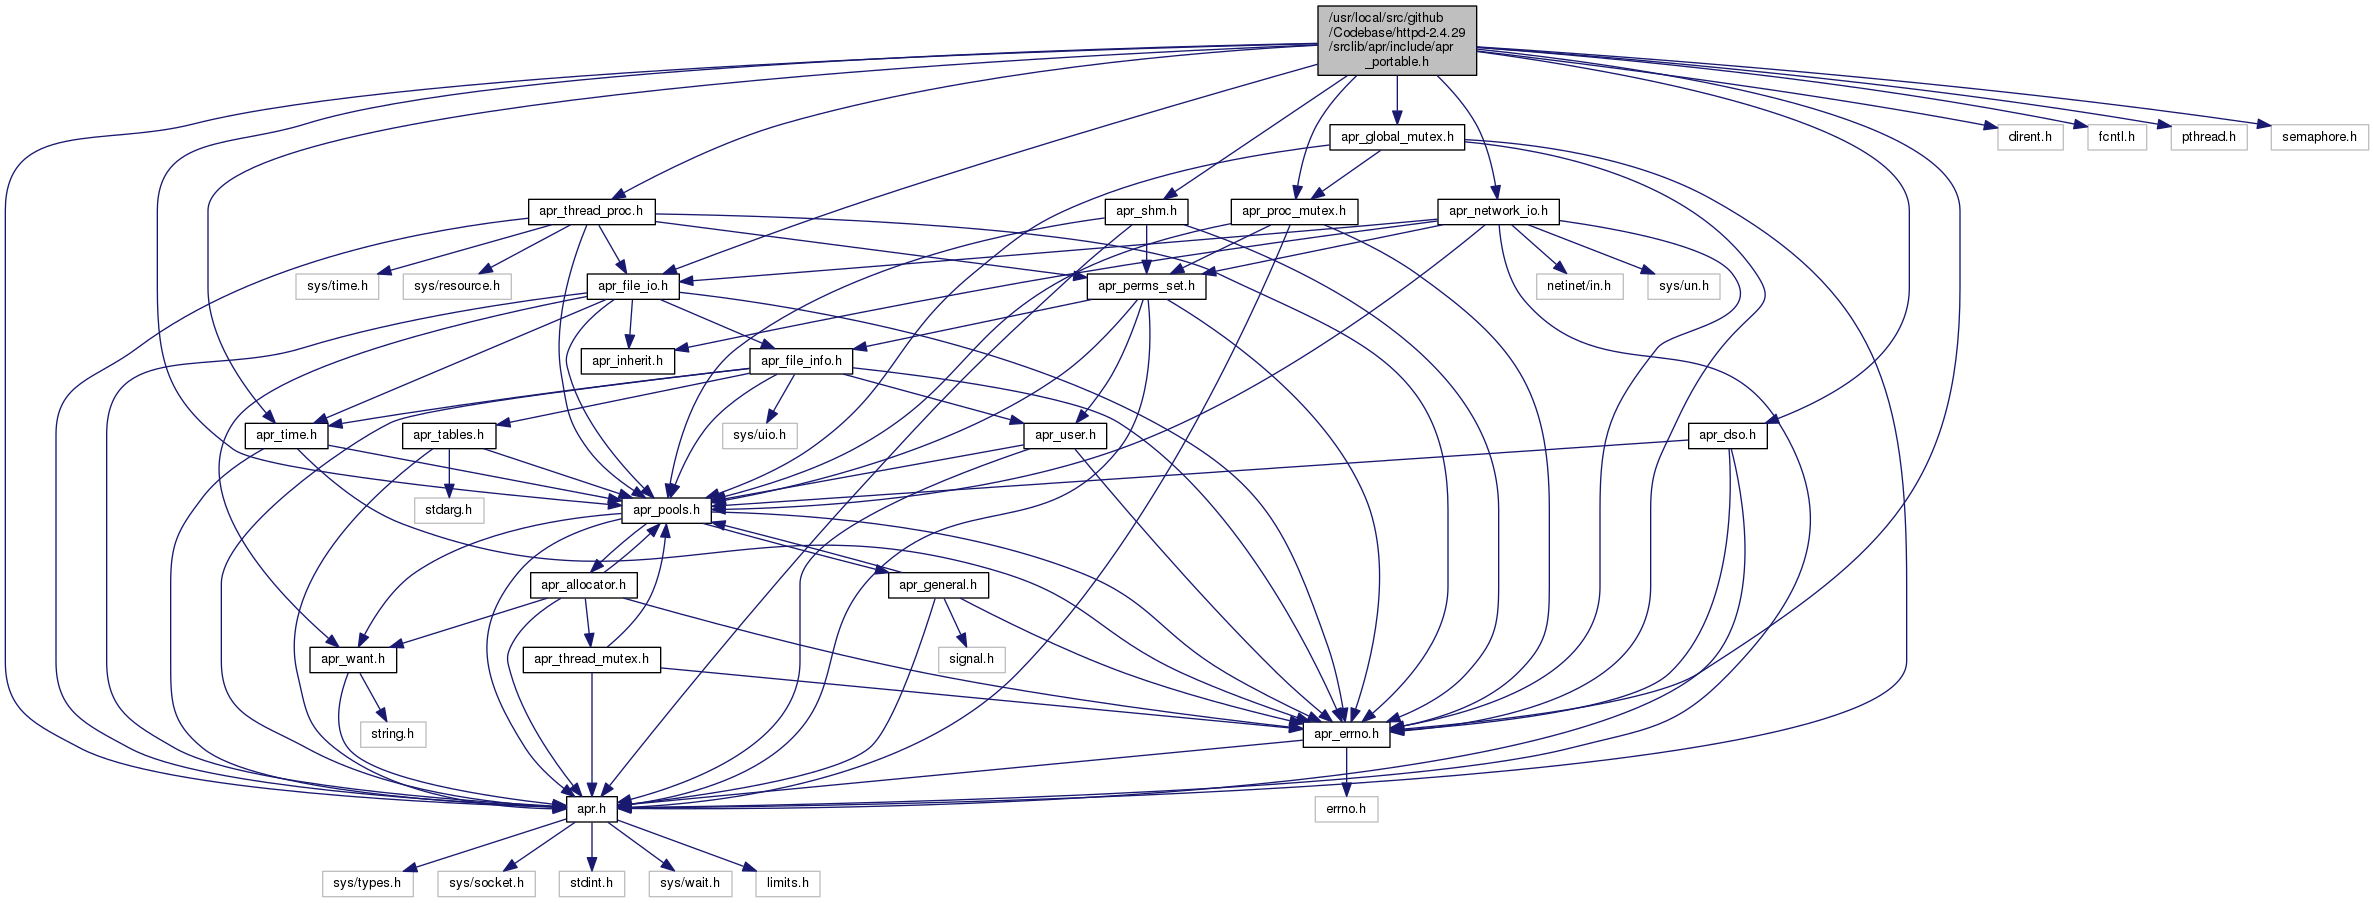 /usr/local/src/github
/Codebase/httpd-2.4.29
/srclib/apr/include/apr
_portable.h
apr_global_mutex.h
dirent.h
fcntl.h
pthread.h
semaphore.h
apr_thread_proc.h
apr_shm.h
apr_proc_mutex.h
apr_network_io.h
sys/time.h
sys/resource.h
apr_file_io.h
apr_perms_set.h
netinet/in.h
sys/un.h
apr_inherit.h
apr_file_info.h
apr_time.h
apr_tables.h
sys/uio.h
apr_user.h
apr_dso.h
stdarg.h
apr_pools.h
apr_allocator.h
apr_general.h
apr_want.h
apr_thread_mutex.h
signal.h
string.h
apr_errno.h
apr.h
errno.h
sys/types.h
sys/socket.h
stdint.h
sys/wait.h
limits.h